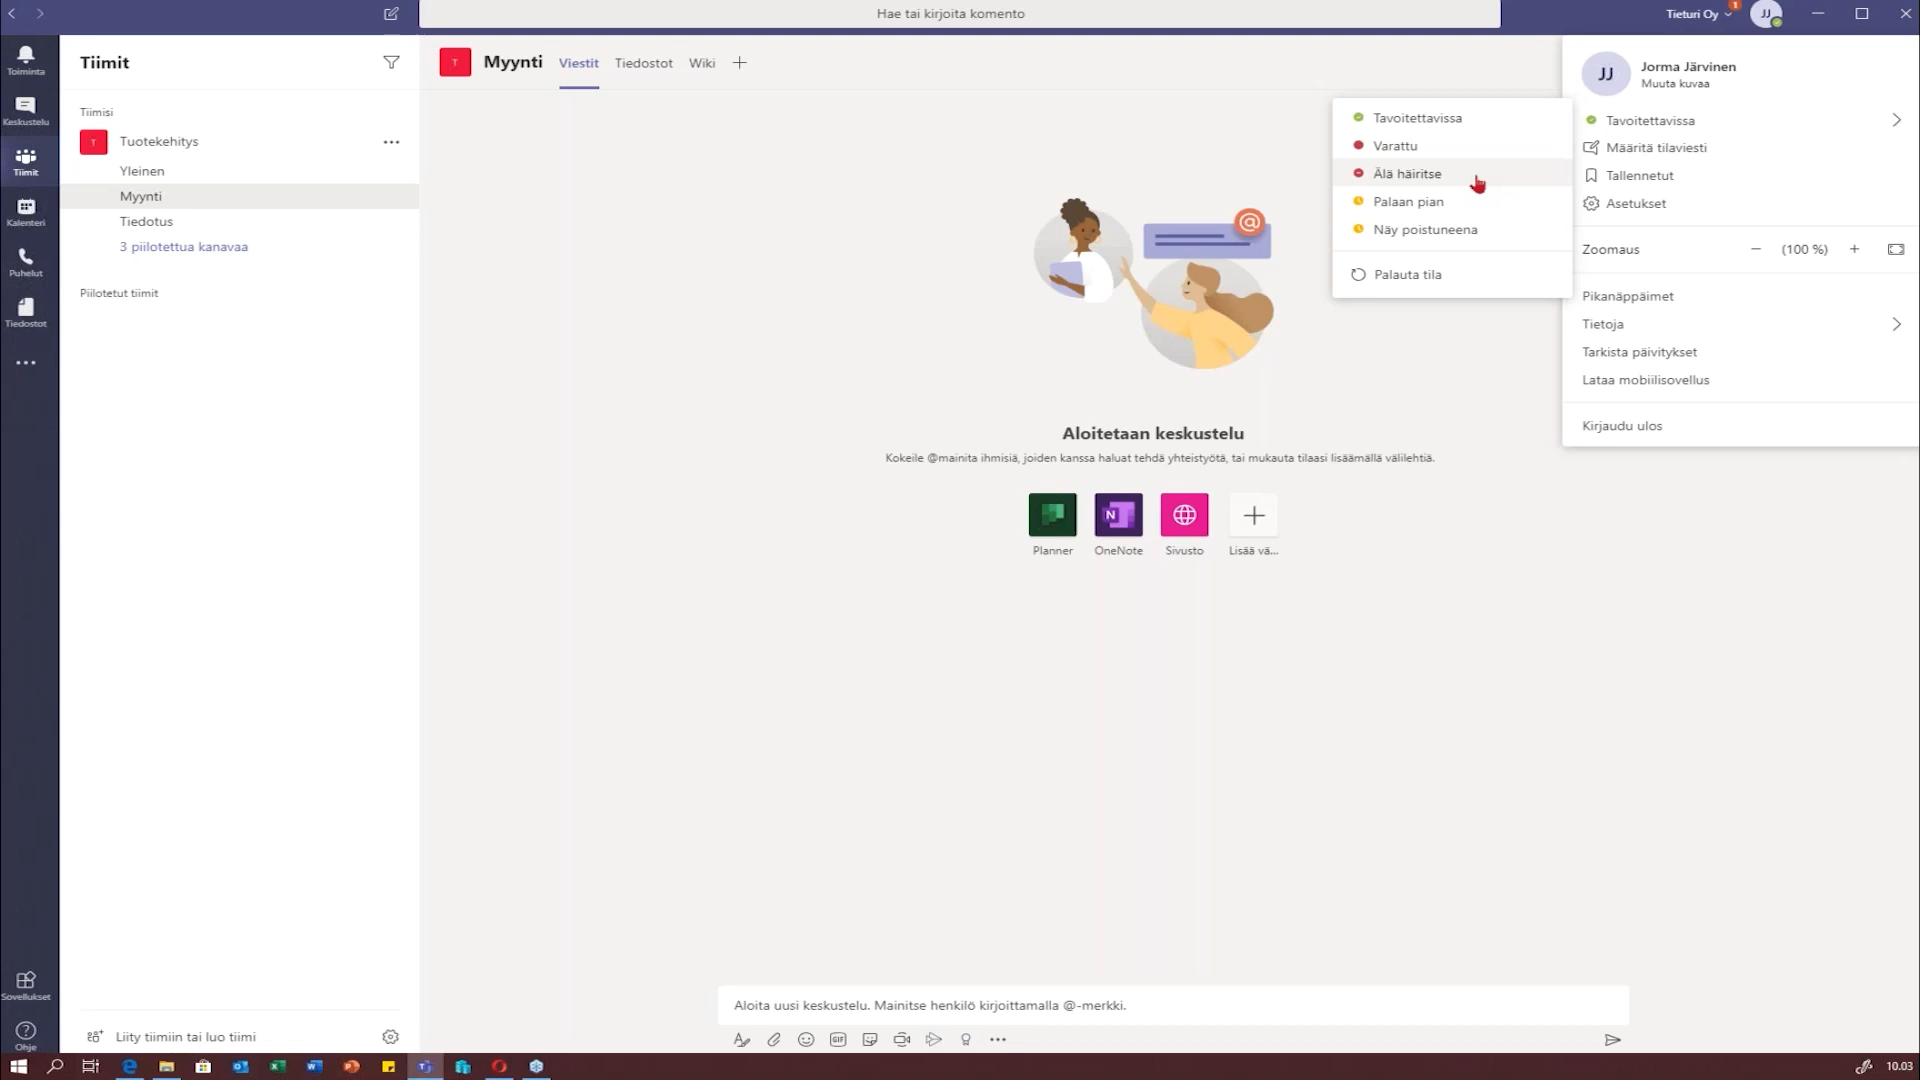 Hae tai kirjoita komento
Tieturi Oy
1
JJ
Toiminta
Keskustelu
Tiimit
Kalenteri
Puhelut
Tiedostot
Sovellukset
Ohje
Tiimit
Tiimisi
T
Tuotekehitys
Yleinen
Myynti
Tiedotus
3 piilotettua kanavaa
Piilotetut tiimit
Liity tiimiin tai luo tiimi
T
Myynti
Viestit
Tiedostot
Wiki
@
Aloitetaan keskustelu
Kokeile @mainita ihmisiä, joiden kanssa haluat tehdä yhteistyötä, tai mukauta tilaasi lisäämällä välilehtiä.
N
Planner
OneNote
Sivusto
Lisää vä...
Aloita uusi keskustelu. Mainitse henkilö kirjoittamalla @-merkki.
GIF
Tavoitettavissa
Varattu
Älä häiritse
Palaan pian
Näy poistuneena
Palauta tila
JJ
Jorma Järvinen
Muuta kuvaa
Tavoitettavissa
Määritä tilaviesti
Tallennetut
Asetukset
Zoomaus
(100 %)
Pikanäppäimet
Tietoja
Tarkista päivitykset
Lataa mobiilisovellus
Kirjaudu ulos
10.03